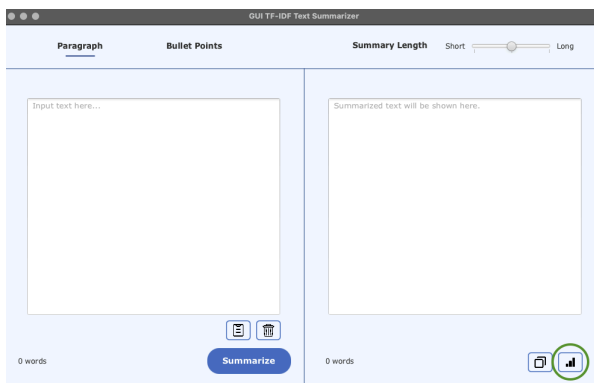 GUI TF-IDF Text Summarizer
Paragraph Bullet Points Summary Length Short Long
Input text here...
Summarized text will be shown here.
0 words Summarize 0 words